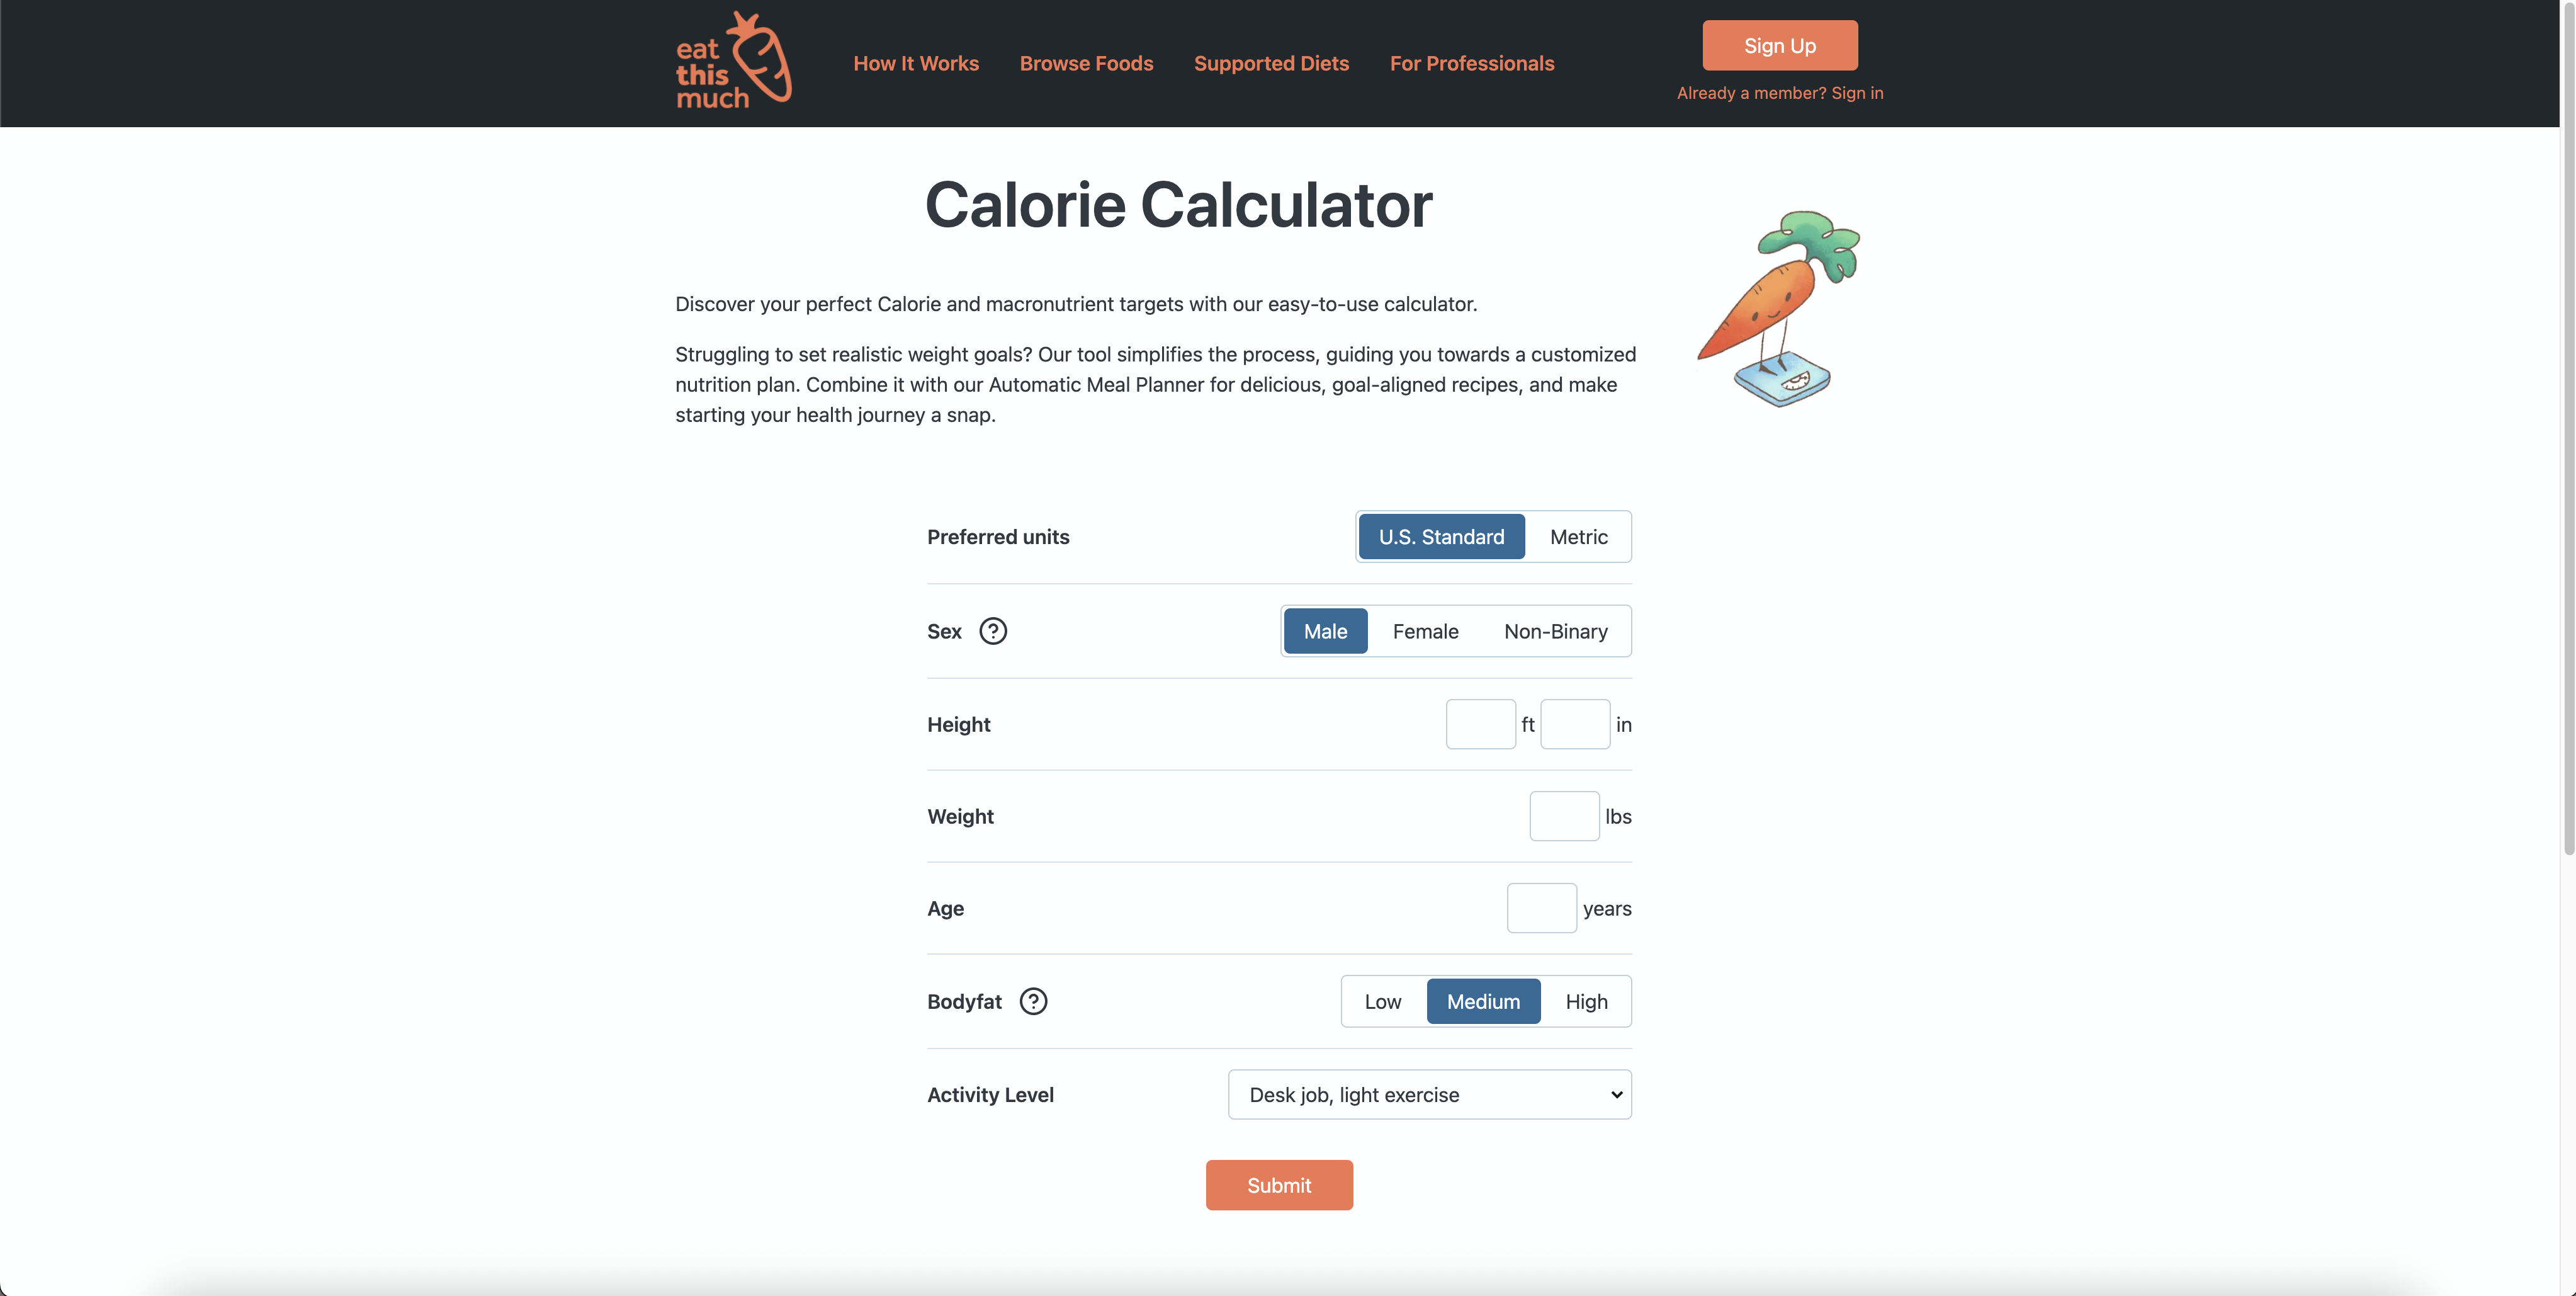 eat
this
much
How It Works
Browse Foods
Supported Diets
For Professionals
Sign Up
Already a member? Sign in
Calorie Calculator
Discover your perfect Calorie and macronutrient targets with our easy-to-use calculator.
Struggling to set realistic weight goals? Our tool simplifies the process, guiding you towards a customized
nutrition plan. Combine it with our Automatic Meal Planner for delicious, goal-aligned recipes, and make
starting your health journey a snap.
Preferred units U.S. Standard Metric
Sex ? Male Female Non-Binary
Height ft in
Weight lbs
Age years
Bodyfat ? Low Medium High
Activity Level Desk job, light exercise
Submit